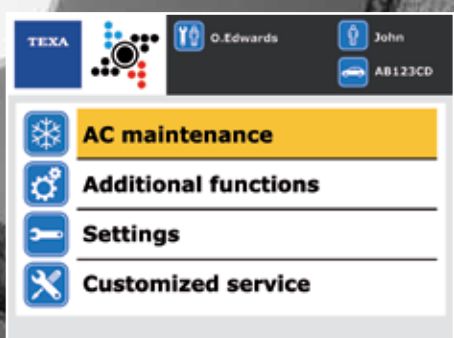 TEXA
O.Edwards
John
AB123CD
AC maintenance
Additional functions
Settings
Customized service